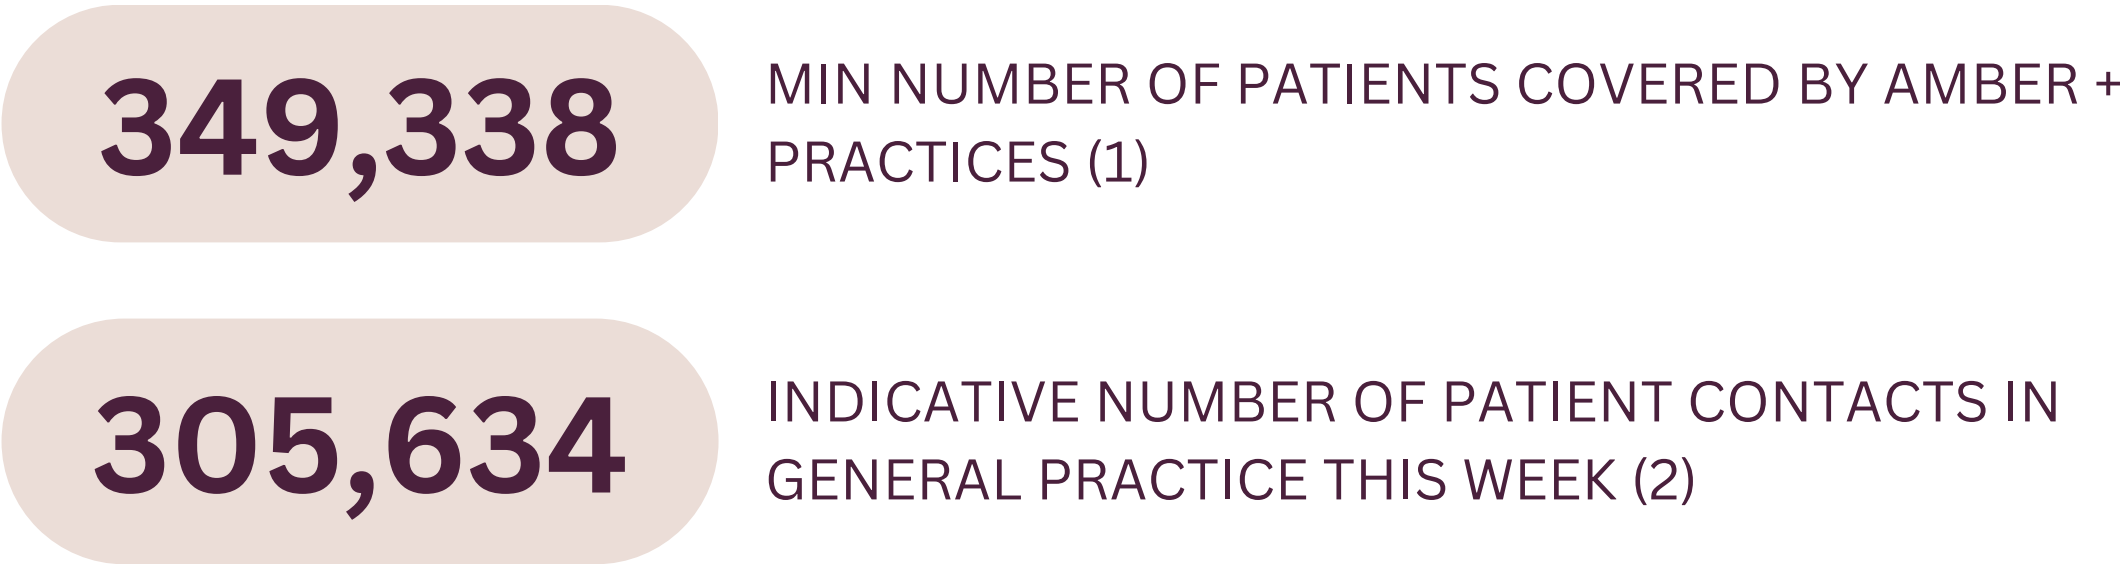 349,338
MIN NUMBER OF PATIENTS COVERED BY AMBER +
PRACTICES (1)
305,634
INDICATIVE NUMBER OF PATIENT CONTACTS IN
GENERAL PRACTICE THIS WEEK (2)